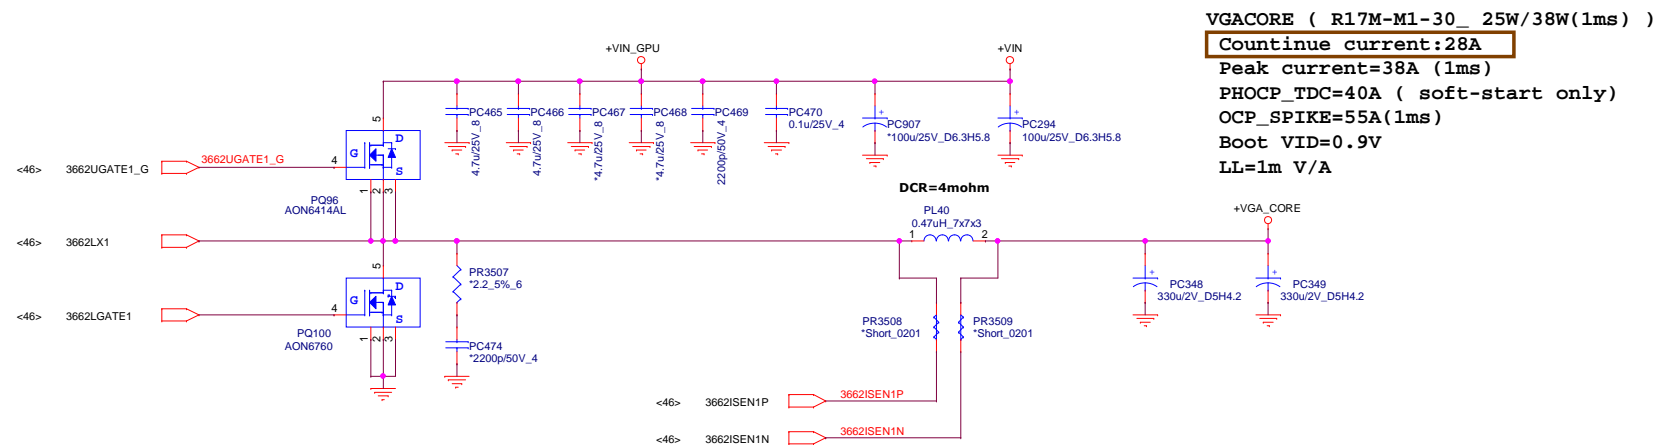 VGACORE ( R17M-M1-30_ 25W/38W(1ms) )
Countinue current:28A
Peak current=38A (1ms)
PHOCP_TDC=40A ( soft-start only)
OCP_SPIKE=55A(1ms)
Boot VID=0.9V
LL=1m V/A
+VIN_GPU
+VIN
5
D
G
S
4
1
2
3
<46> 3662UGATE1_G
3662UGATE1_G
PQ96
AON6414AL
PC465
4.7u/25V_8
PC466
4.7u/25V_8
PC467
*4.7u/25V_8
PC468
*4.7u/25V_8
PC469
2200p/50V_4
PC470
0.1u/25V_4
+
PC907
*100u/25V_D6.3H5.8
+
PC294
100u/25V_D6.3H5.8
DCR=4mohm
PL40
0.47uH_7x7x3
1
2
+VGA_CORE
<46> 3662LX1
5
D
G
S
4
1
2
3
<46> 3662LGATE1
PQ100
AON6760
PR3507
*2.2_5%_6
PC474
*2200p/50V_4
PR3508
*Short_0201
PR3509
*Short_0201
+
PC348
330u/2V_D5H4.2
+
PC349
330u/2V_D5H4.2
<46> 3662ISEN1P
3662ISEN1P
<46> 3662ISEN1N
3662ISEN1N